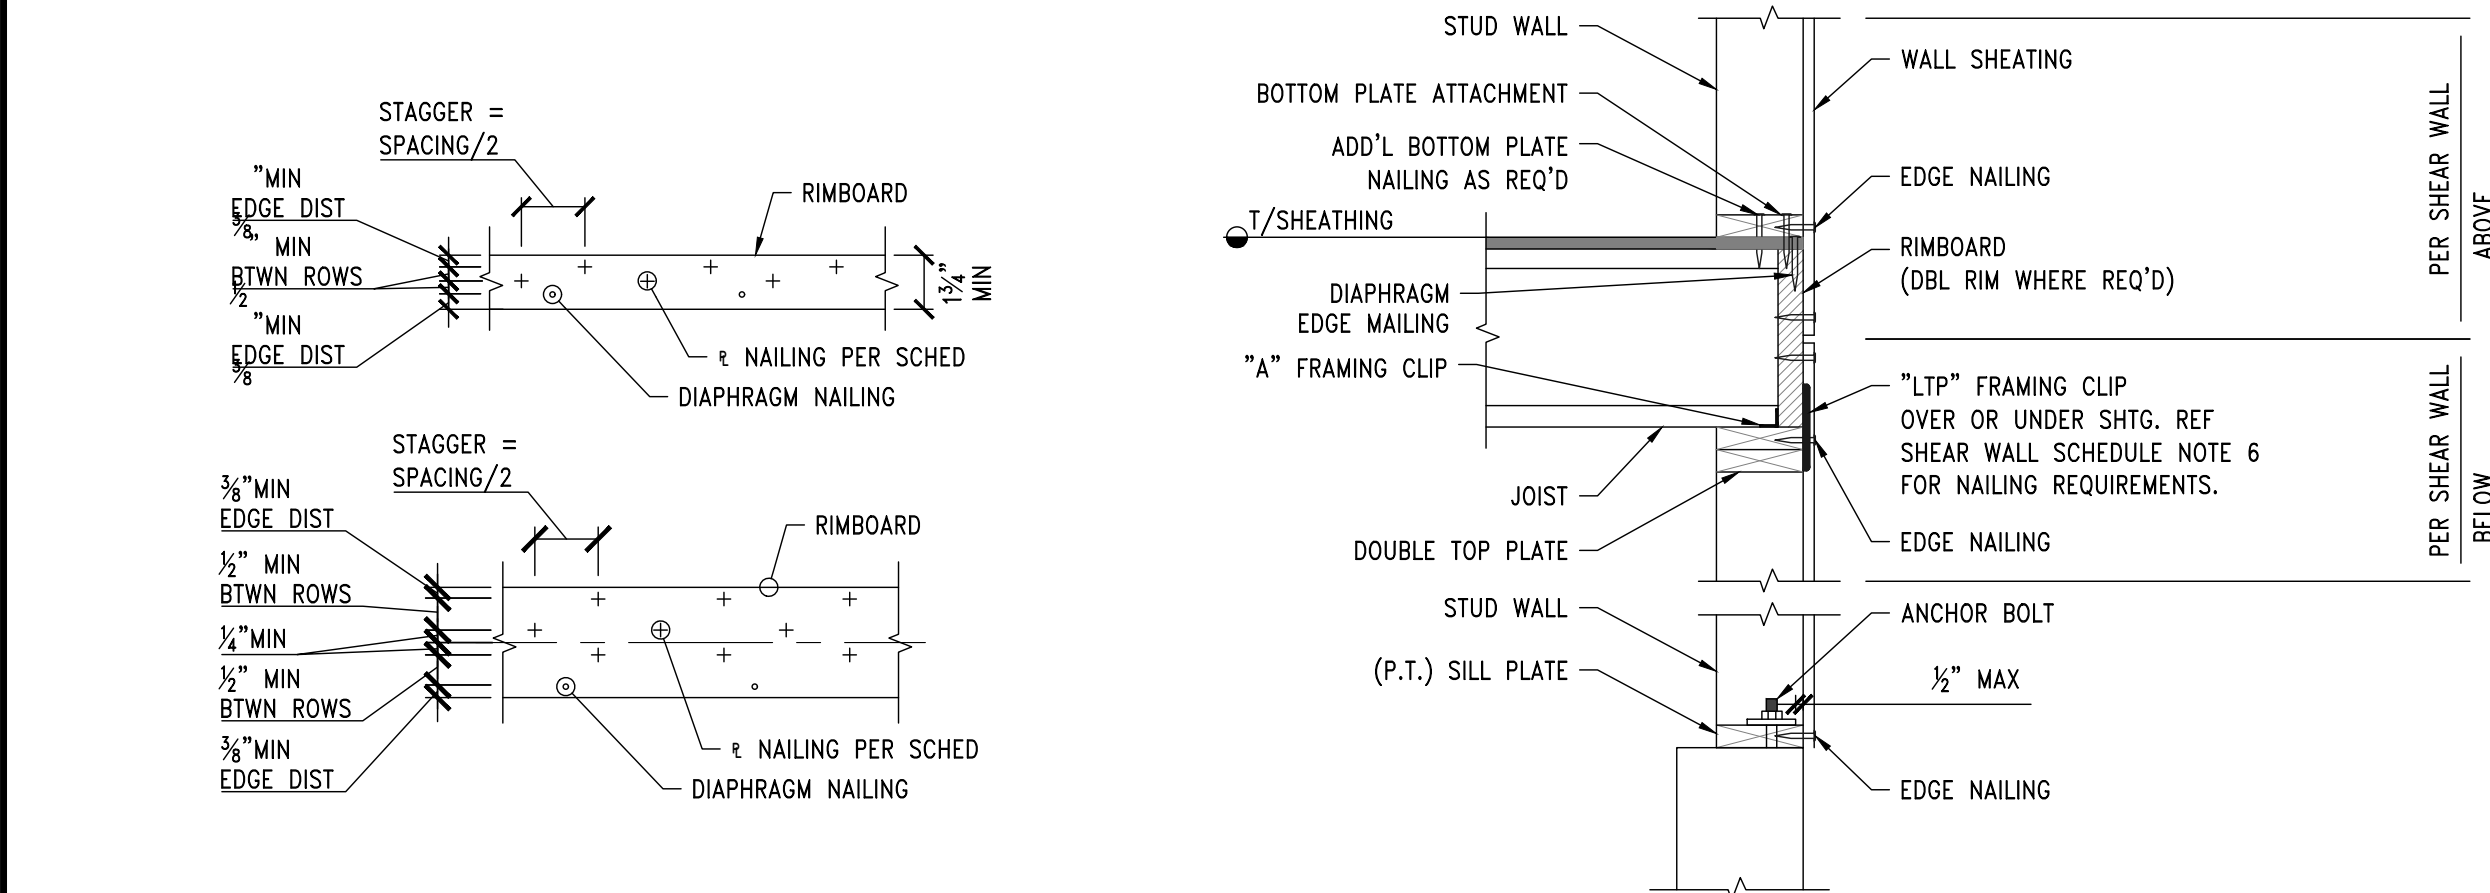 STAGGER =
SPACING/2
"MIN
EDGE DIST
3/8
" MIN
BTWN ROWS
1/2
"MIN
EDGE DIST
3/8
RIMBOARD
1 3/4"
MIN
℄ NAILING PER SCHED
DIAPHRAGM NAILING
STAGGER =
SPACING/2
3/8"MIN
EDGE DIST
1/2" MIN
BTWN ROWS
1/4"MIN
1/2" MIN
BTWN ROWS
3/8"MIN
EDGE DIST
RIMBOARD
℄ NAILING PER SCHED
DIAPHRAGM NAILING
STUD WALL
BOTTOM PLATE ATTACHMENT
ADD'L BOTTOM PLATE
NAILING AS REQ'D
T/SHEATHING
DIAPHRAGM
EDGE MAILING
"A" FRAMING CLIP
JOIST
DOUBLE TOP PLATE
STUD WALL
(P.T.) SILL PLATE
WALL SHEATING
EDGE NAILING
RIMBOARD
(DBL RIM WHERE REQ'D)
"LTP" FRAMING CLIP
OVER OR UNDER SHTG. REF
SHEAR WALL SCHEDULE NOTE 6
FOR NAILING REQUIREMENTS.
EDGE NAILING
ANCHOR BOLT
1/2" MAX
EDGE NAILING
PER SHEAR WALL
ABOVE
PER SHEAR WALL
BELOW